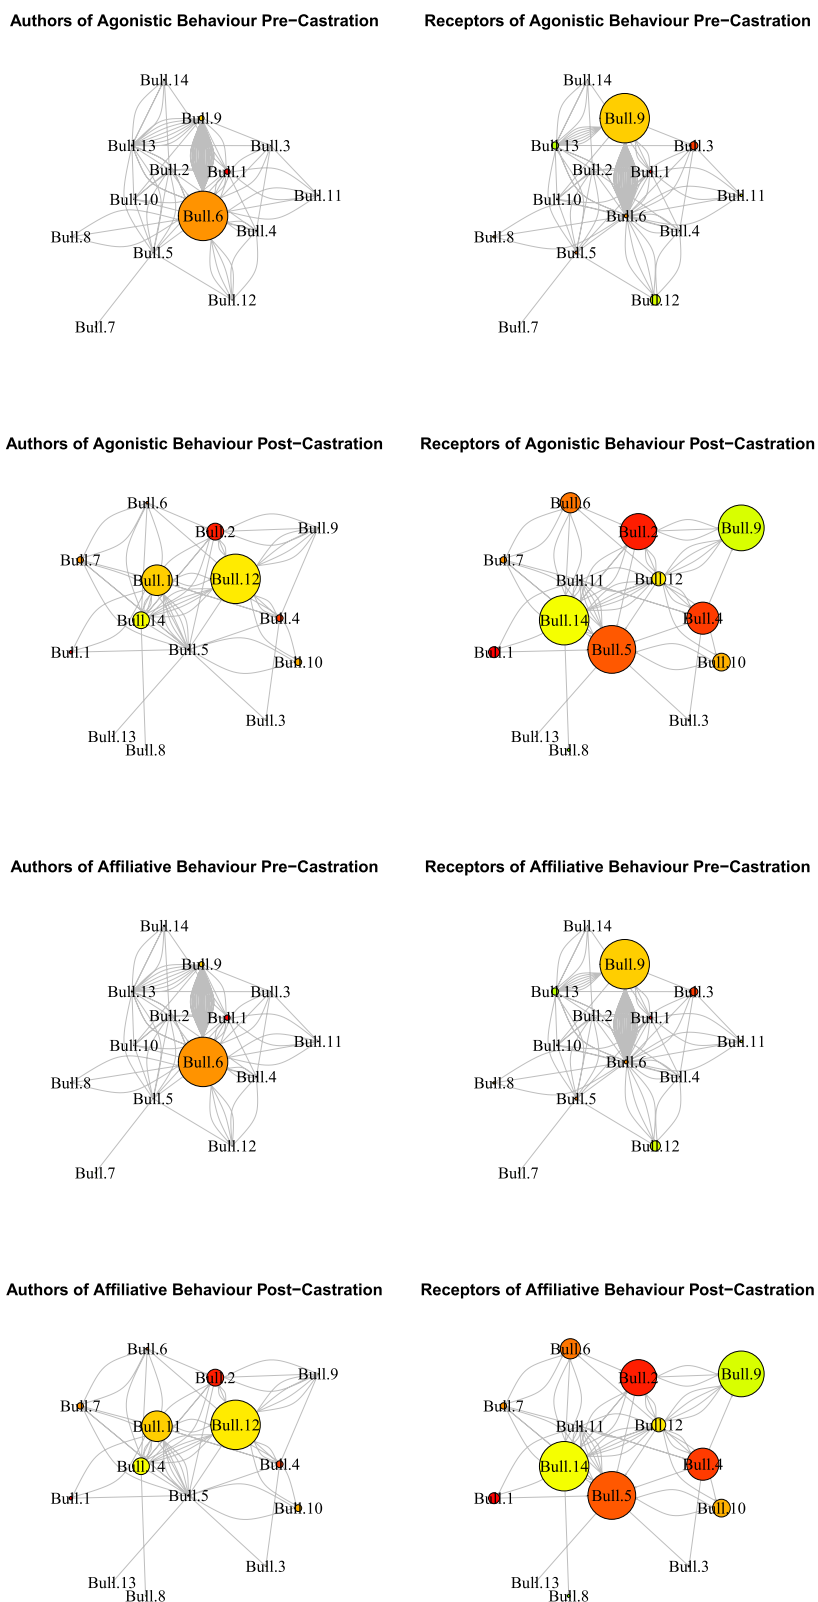 Authors of Agonistic Behaviour Pre−Castration
Bull.14
Bull.9
Bull.13
Bull.3
Bull.2
Bull.1
Bull.10
Bull.11
Bull.6
Bull.8
Bull.4
Bull.5
Bull.12
Bull.7
Receptors of Agonistic Behaviour Pre−Castration
Bull.14
Bull.9
Bull.13
Bull.3
Bull.2
Bull.1
Bull.10
Bull.11
Bull.6
Bull.8
Bull.4
Bull.5
Bull.12
Bull.7
Authors of Agonistic Behaviour Post−Castration
Bull.6
Bull.2
Bull.9
Bull.7
Bull.11
Bull.12
Bull.14
Bull.4
Bull.1
Bull.5
Bull.10
Bull.3
Bull.13
Bull.8
Receptors of Agonistic Behaviour Post−Castration
Bull.6
Bull.2
Bull.9
Bull.7
Bull.11
Bull.12
Bull.14
Bull.4
Bull.1
Bull.5
Bull.10
Bull.3
Bull.13
Bull.8
Authors of Affiliative Behaviour Pre−Castration
Bull.14
Bull.9
Bull.13
Bull.3
Bull.2
Bull.1
Bull.10
Bull.11
Bull.6
Bull.8
Bull.4
Bull.5
Bull.12
Bull.7
Receptors of Affiliative Behaviour Pre−Castration
Bull.14
Bull.9
Bull.13
Bull.3
Bull.2
Bull.1
Bull.10
Bull.11
Bull.6
Bull.8
Bull.4
Bull.5
Bull.12
Bull.7
Authors of Affiliative Behaviour Post−Castration
Bull.6
Bull.2
Bull.9
Bull.7
Bull.11
Bull.12
Bull.14
Bull.4
Bull.1
Bull.5
Bull.10
Bull.3
Bull.13
Bull.8
Receptors of Affiliative Behaviour Post−Castration
Bull.6
Bull.2
Bull.9
Bull.7
Bull.11
Bull.12
Bull.14
Bull.4
Bull.1
Bull.5
Bull.10
Bull.3
Bull.13
Bull.8